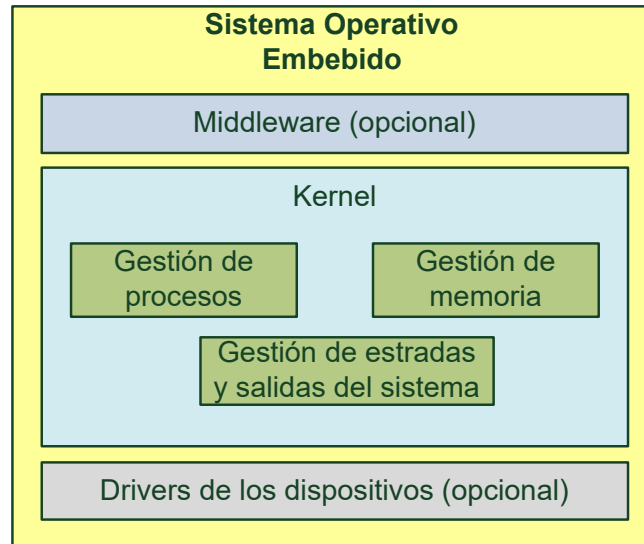 Sistema Operativo
Embebido
Middleware (opcional)
Kernel
Gestión de
procesos
Gestión de
memoria
Gestión de estradas
y salidas del sistema
Drivers de los dispositivos (opcional)